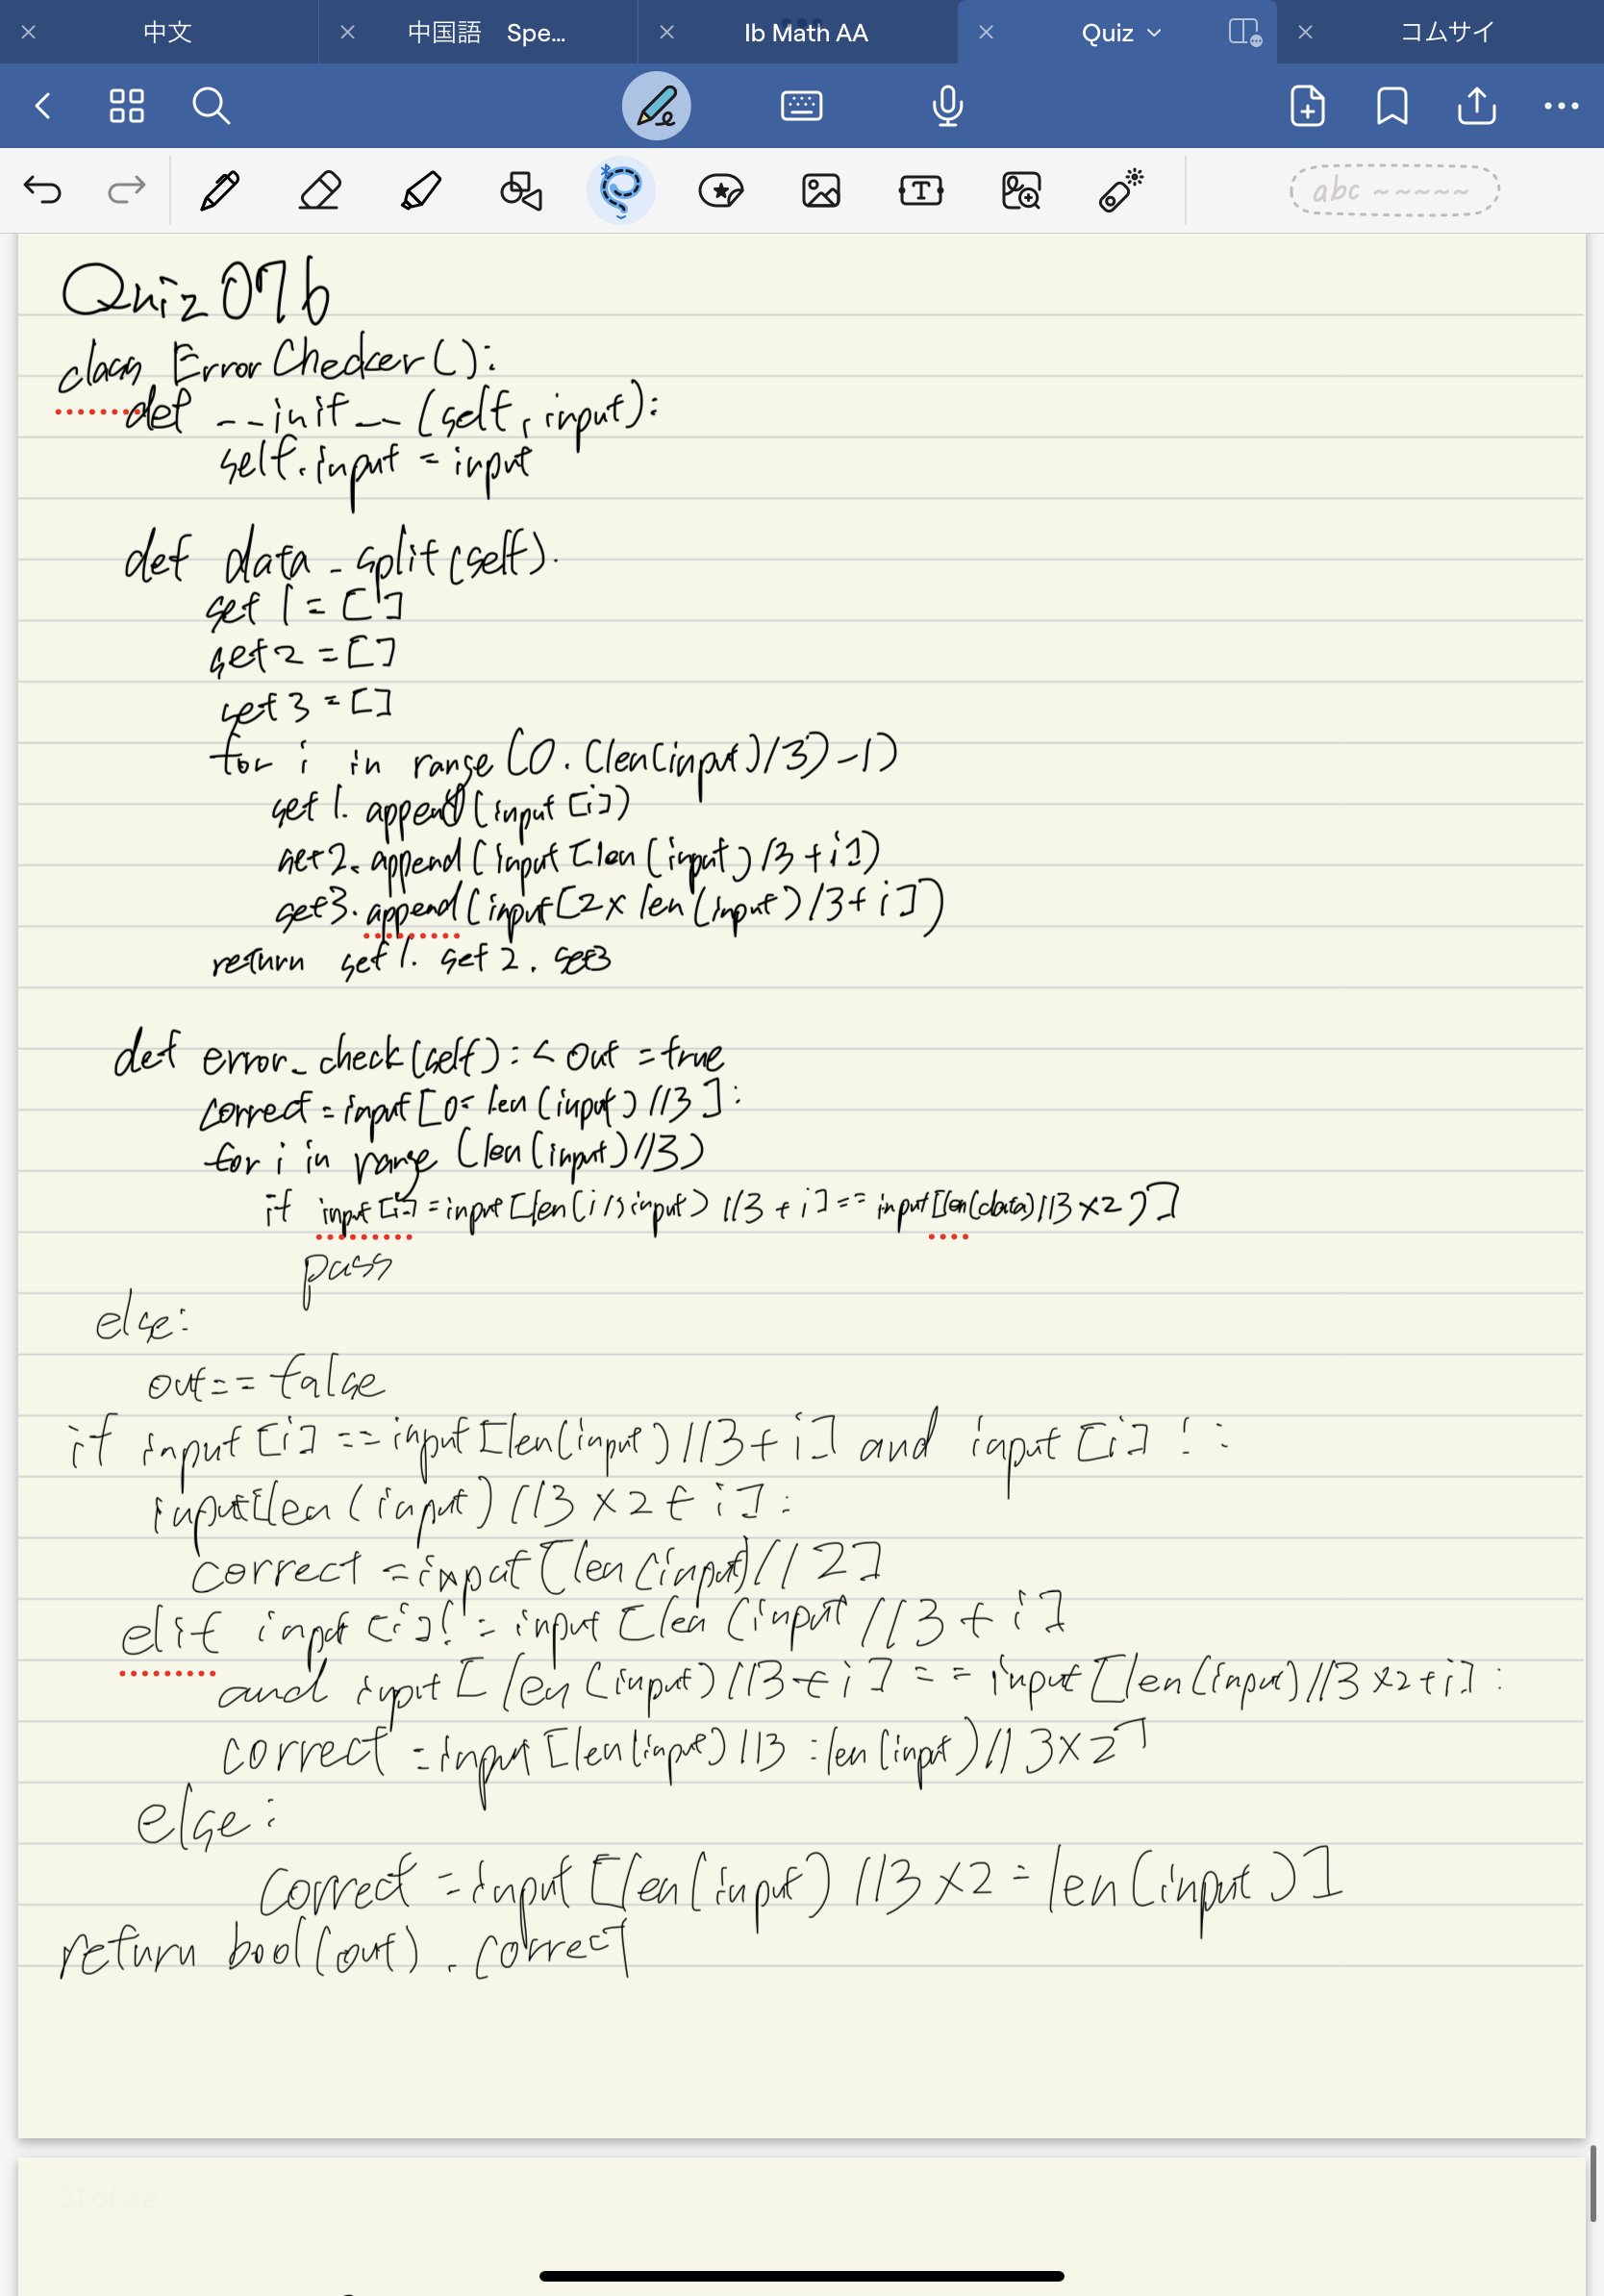 中文
中国語 Spe...
Ib Math AA
Quiz
コムサイ
abc ~~~~~
Quiz 076
class ErrorChecker():
def __init__(self, input):
self.input = input
def data_split(self).
set1 = []
set2 = []
set3 = []
for i in range (0. (len(input)/3)-1)
set1. append(input[i])
set2. append(input[len(input)/3+i])
set3. append(input[2x len(input)/3+i])
return set1. set2. set3
def error_check(self): < out = true
correct = input[0= len(input)//3]:
for i in range (len(input)//3)
if input[i] = input[len( input) //3 + i] == input[len(data)//3x2 )]
pass
else:
out== false
if input [i] == input[len(input)//3+i] and input [i] ! :
input[len(input)//3 x 2 + i]:
correct = input [len(input)//2]
elif input [i]!= input [len (input //3 + i]
and input [len(input)//3+i] == input [len(input)//3 x2+i]:
correct = input [len(input)//3 :len(input)//3x2]
else:
correct = input [len(input) //3 x2 = len(input)]
return bool(out) . correct
31 of 32